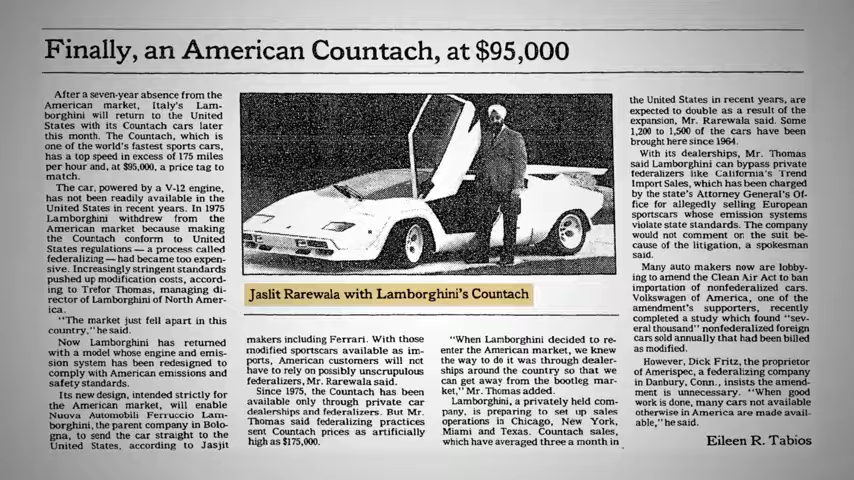 Finally, an American Countach, at $95,000
After a seven-year absence from the
American market, Italy's Lam-
borghini will return to the United
States with its Countach cars later
this month. The Countach, which is
one of the world's fastest sports cars,
has a top speed in excess of 175 miles
per hour and, at $95,000, a price tag to
match.
The car, powered by a V-12 engine,
has not been readily available in the
United States in recent years. In 1975
Lamborghini withdrew from the
American market because making
the Countach conform to United
States regulations — a process called
federalizing — had became too expen-
sive. Increasingly stringent standards
pushed up modification costs, accord-
ing to Trefor Thomas, managing di-
rector of Lamborghini of North Amer-
ica.
"The market just fell apart in this
country," he said.
Now Lamborghini has returned
with a model whose engine and emis-
sion system has been redesigned to
comply with American emissions and
safety standards.
Its new design, intended strictly for
the American market, will enable
Nuova Automobili Ferruccio Lam-
borghini, the parent company in Bolo-
gna, to send the car straight to the
United States, according to Jasjit
Jaslit Rarewala with Lamborghini's Countach
makers including Ferrari. With those
modified sportscars available as im-
ports, American customers will not
have to rely on possibly unscrupulous
federalizers, Mr. Rarewala said.
Since 1975, the Countach has been
available only through private car
dealerships and federalizers. But Mr.
Thomas said federalizing practices
sent Countach prices as artificially
high as $175,000.
"When Lamborghini decided to re-
enter the American market, we knew
the way to do it was through dealer-
ships around the country so that we
can get away from the bootleg mar-
ket," Mr. Thomas added.
Lamborghini, a privately held com-
pany, is preparing to set up sales
operations in Chicago, New York,
Miami and Texas. Countach sales,
which have averaged three a month in
the United States in recent years, are
expected to double as a result of the
expansion, Mr. Rarewala said. Some
1,200 to 1,500 of the cars have been
brought here since 1964.
With its dealerships, Mr. Thomas
said Lamborghini can bypass private
federalizers like California's Trend
Import Sales, which has been charged
by the state's Attorney General's Of-
fice for allegedly selling European
sportscars whose emission systems
violate state standards. The company
would not comment on the suit be-
cause of the litigation, a spokesman
said.
Many auto makers now are lobby-
ing to amend the Clean Air Act to ban
importation of nonfederalized cars.
Volkswagen of America, one of the
amendment's supporters, recently
completed a study which found "sev-
eral thousand" nonfederalized foreign
cars sold annually that had been billed
as modified.
However, Dick Fritz, the proprietor
of Amerispec, a federalizing company
in Danbury, Conn., insists the amend-
ment is unnecessary. "When good
work is done, many cars not available
otherwise in America are made avail-
able," he said.
Eileen R. Tabios